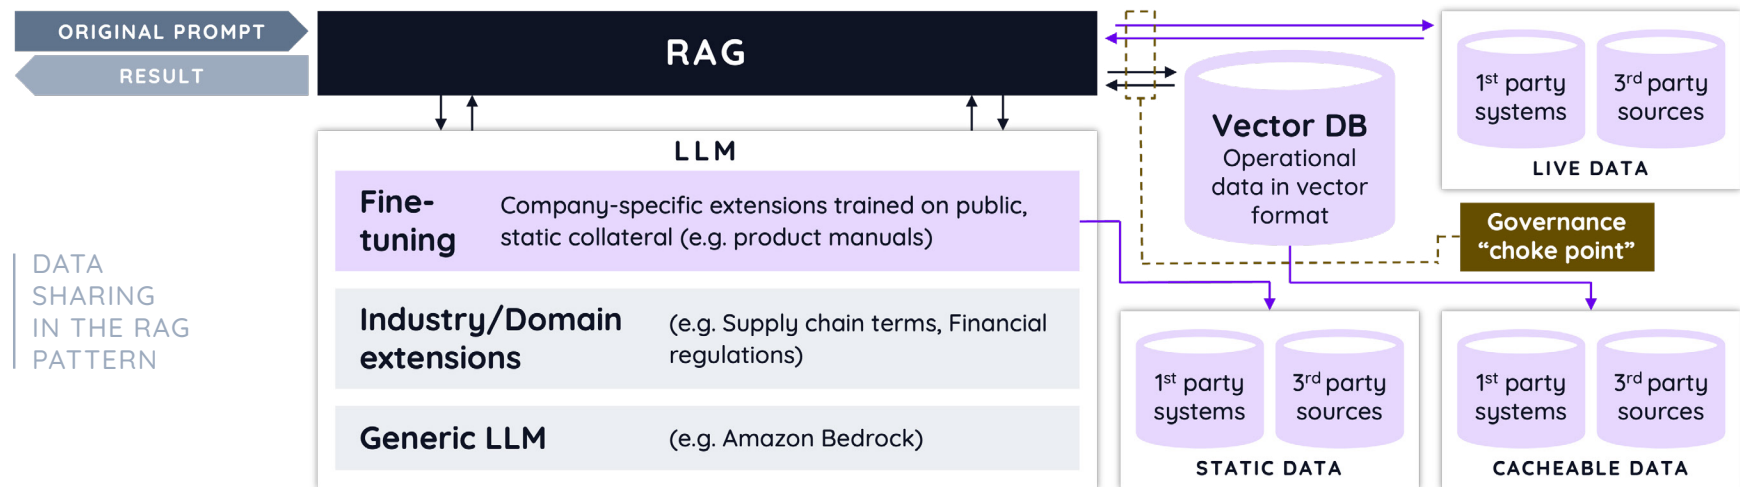 ORIGINAL PROMPT
RESULT
RAG
LLM
Fine-
tuning
Company-specific extensions trained on public,
static collateral (e.g. product manuals)
Industry/Domain
extensions
(e.g. Supply chain terms, Financial
regulations)
Generic LLM
(e.g. Amazon Bedrock)
DATA
SHARING
IN THE RAG
PATTERN
Vector DB
Operational
data in vector
format
1st party
systems
3rd party
sources
LIVE DATA
Governance
“choke point”
1st party
systems
3rd party
sources
STATIC DATA
1st party
systems
3rd party
sources
CACHEABLE DATA